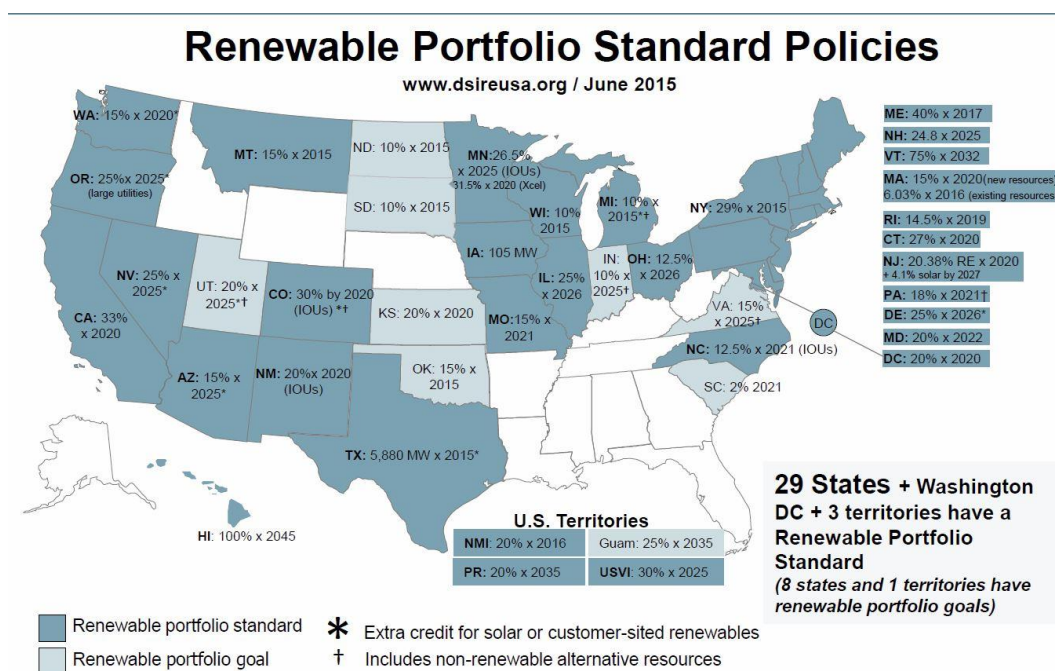 Renewable Portfolio Standard Policies
www.dsireusa.org / June 2015
WA: 15% x 2020*
OR: 25%x 2025*
(large utilities)
MT: 15% x 2015
ND: 10% x 2015
SD: 10% x 2015
MN:26.5%
x 2025 (IOUs)
31.5% x 2020 (Xcel)
WI: 10%
2015
MI: 10% x
2015*†
NY: 29% x 2015
IA: 105 MW
NV: 25% x
2025*
UT: 20% x
2025*†
CO: 30% by 2020
(IOUs) *†
KS: 20% x 2020
MO:15% x
2021
IL: 25%
x 2026
IN:
10% x
2025†
OH: 12.5%
x 2026
VA: 15%
x 2025†
DC
CA: 33%
x 2020
AZ: 15% x
2025*
NM: 20%x 2020
(IOUs)
OK: 15% x
2015
NC: 12.5% x 2021 (IOUs)
SC: 2% 2021
TX: 5,880 MW x 2015*
HI: 100% x 2045
ME: 40% x 2017
NH: 24.8 x 2025
VT: 75% x 2032
MA: 15% x 2020(new resources)
6.03% x 2016 (existing resources)
RI: 14.5% x 2019
CT: 27% x 2020
NJ: 20.38% RE x 2020
+ 4.1% solar by 2027
PA: 18% x 2021†
DE: 25% x 2026*
MD: 20% x 2022
DC: 20% x 2020
U.S. Territories
NMI: 20% x 2016
Guam: 25% x 2035
PR: 20% x 2035
USVI: 30% x 2025
29 States + Washington
DC + 3 territories have a
Renewable Portfolio
Standard
(8 states and 1 territories have
renewable portfolio goals)
Renewable portfolio standard
Renewable portfolio goal
* Extra credit for solar or customer-sited renewables
† Includes non-renewable alternative resources